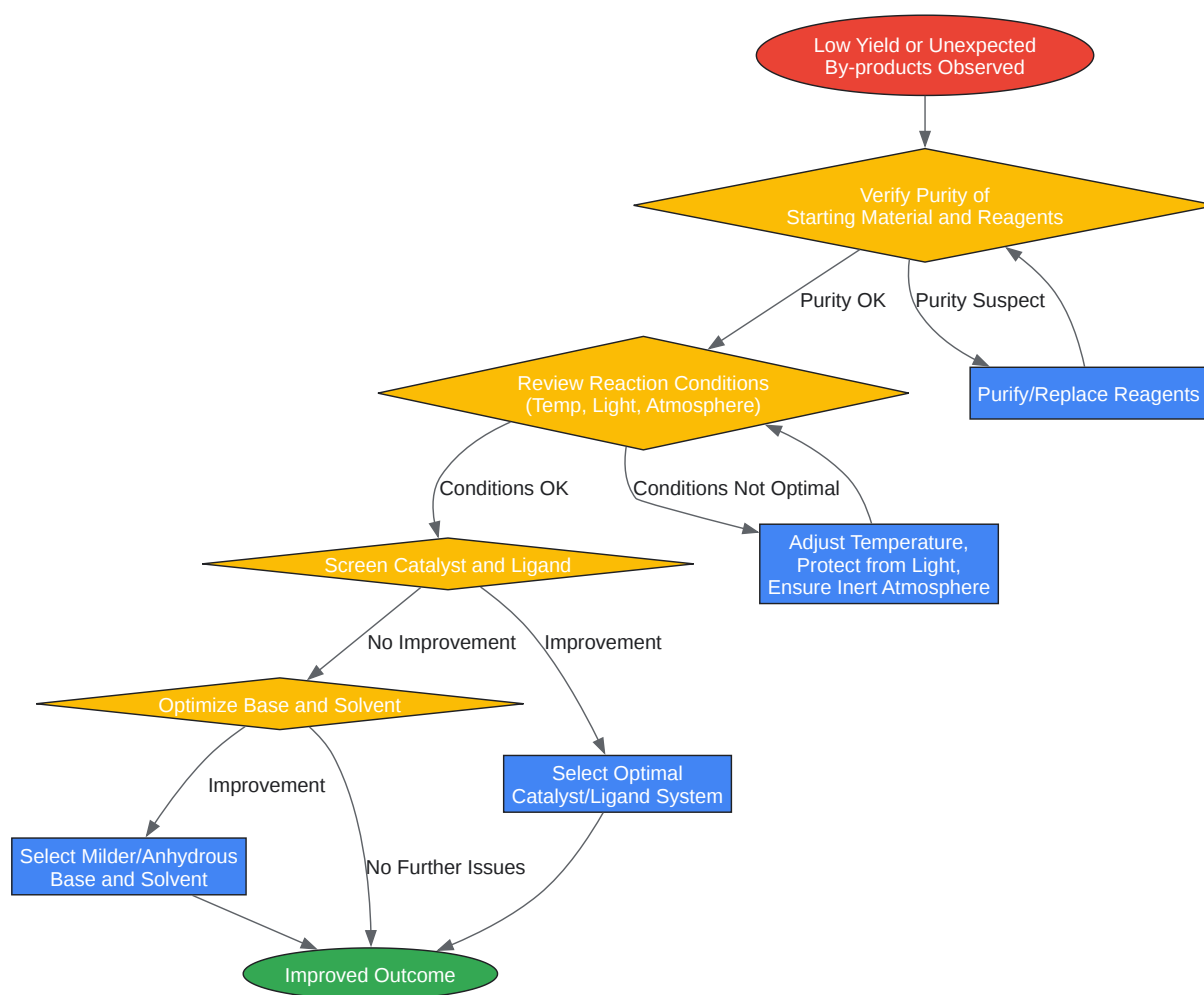 Low Yield or Unexpected
By-products Observed
Verify Purity of
Starting Material and Reagents
Purity OK
Purity Suspect
Review Reaction Conditions
(Temp, Light, Atmosphere)
Purify/Replace Reagents
Conditions OK
Conditions Not Optimal
Adjust Temperature,
Protect from Light,
Ensure Inert Atmosphere
Screen Catalyst and Ligand
No Improvement
Improvement
Optimize Base and Solvent
Select Optimal
Catalyst/Ligand System
Improvement
Select Milder/Anhydrous
Base and Solvent
No Further Issues
Improved Outcome